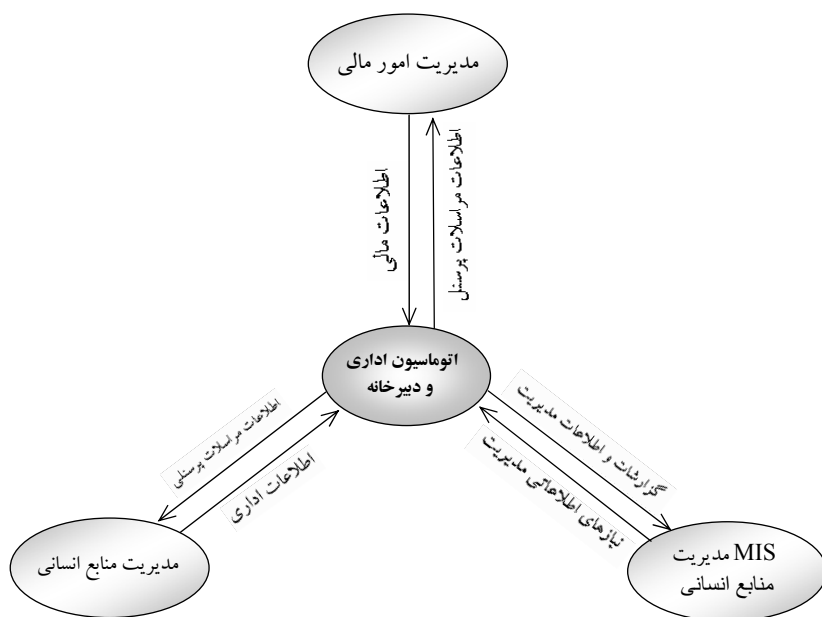 مدیریت امور مالی
اطلاعات مالی
اطلاعات مراسلات پرسنل
اتوماسیون اداری
و دبیرخانه
اطلاعات مراسلات پرسنلی
اطلاعات اداری
گزارشات و اطلاعات مدیریت
نیازهای اطلاعاتی مدیریت
مدیریت منابع انسانی
MIS مدیریت
منابع انسانی